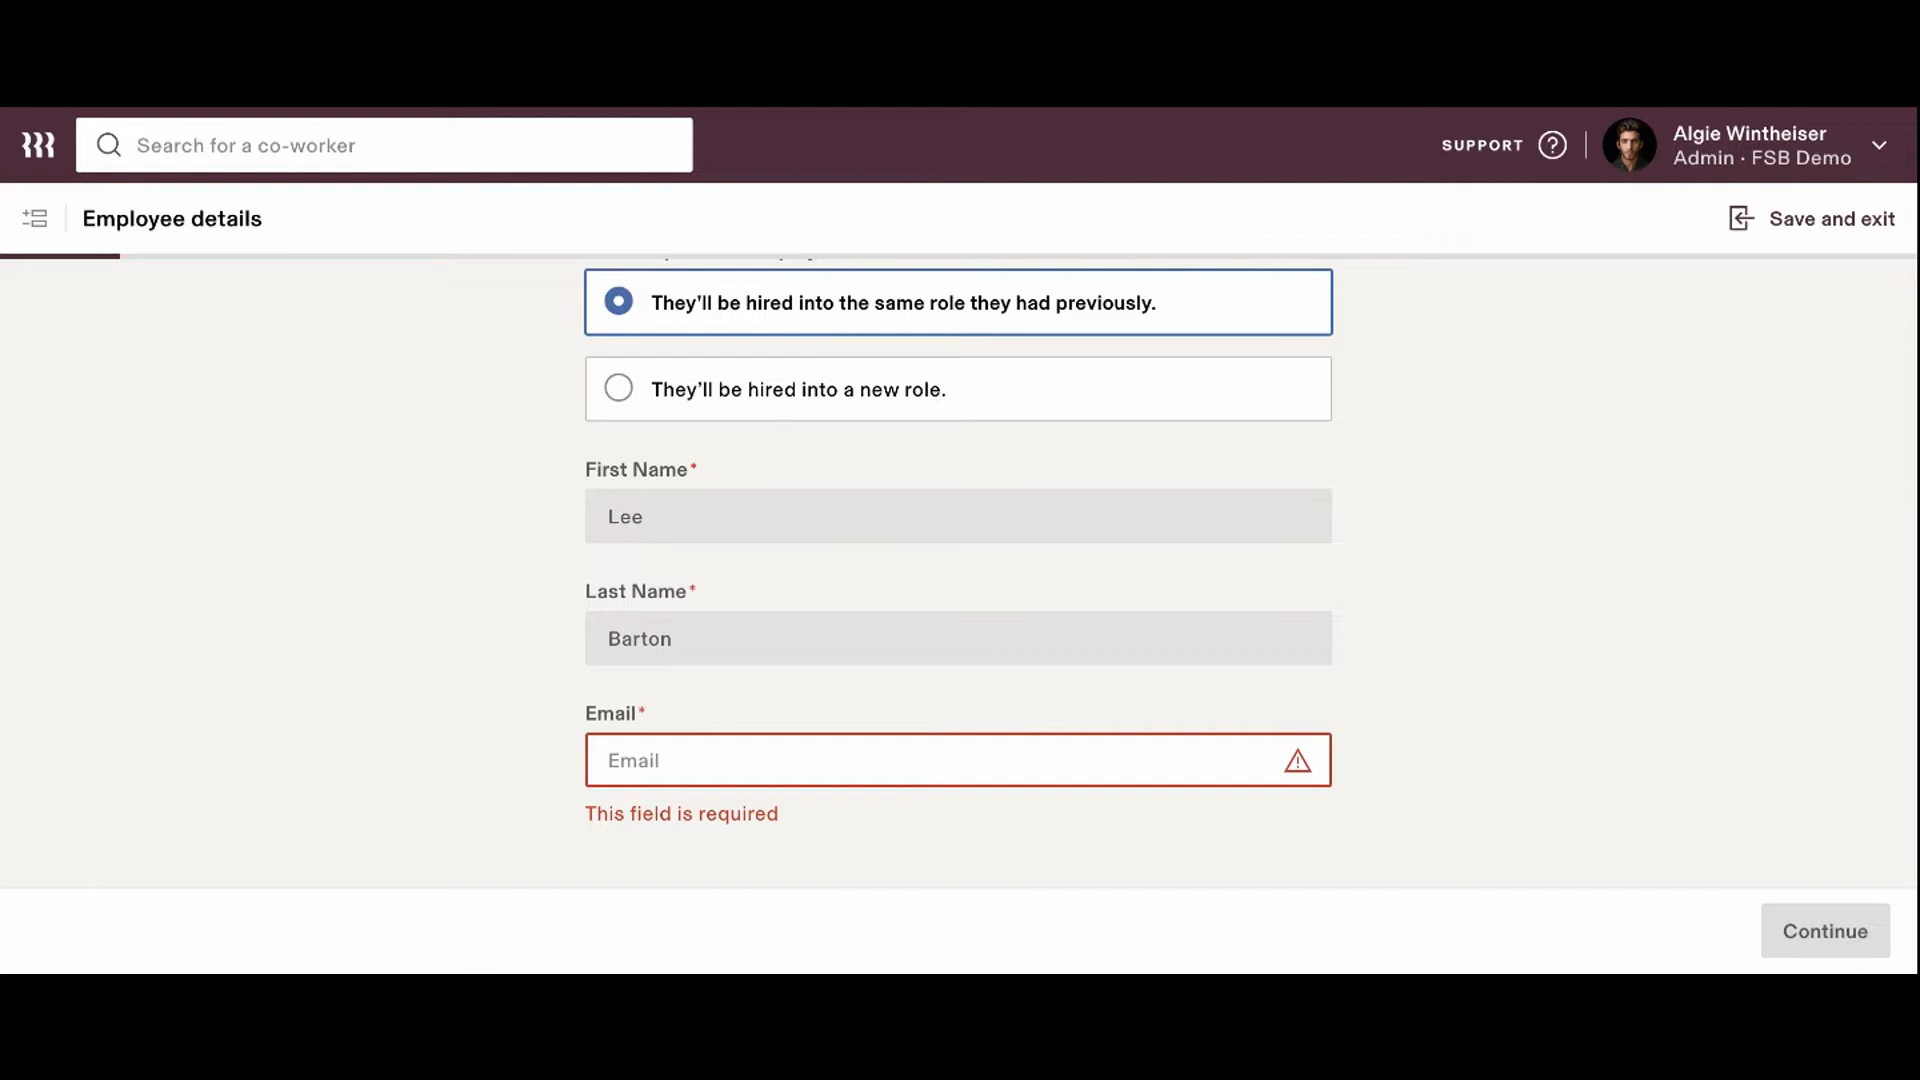 Search for a co-worker
SUPPORT
Algie Wintheiser
Admin · FSB Demo
Employee details
Save and exit
They’ll be hired into the same role they had previously.
They’ll be hired into a new role.
First Name*
Lee
Last Name*
Barton
Email*
Email
This field is required
Continue